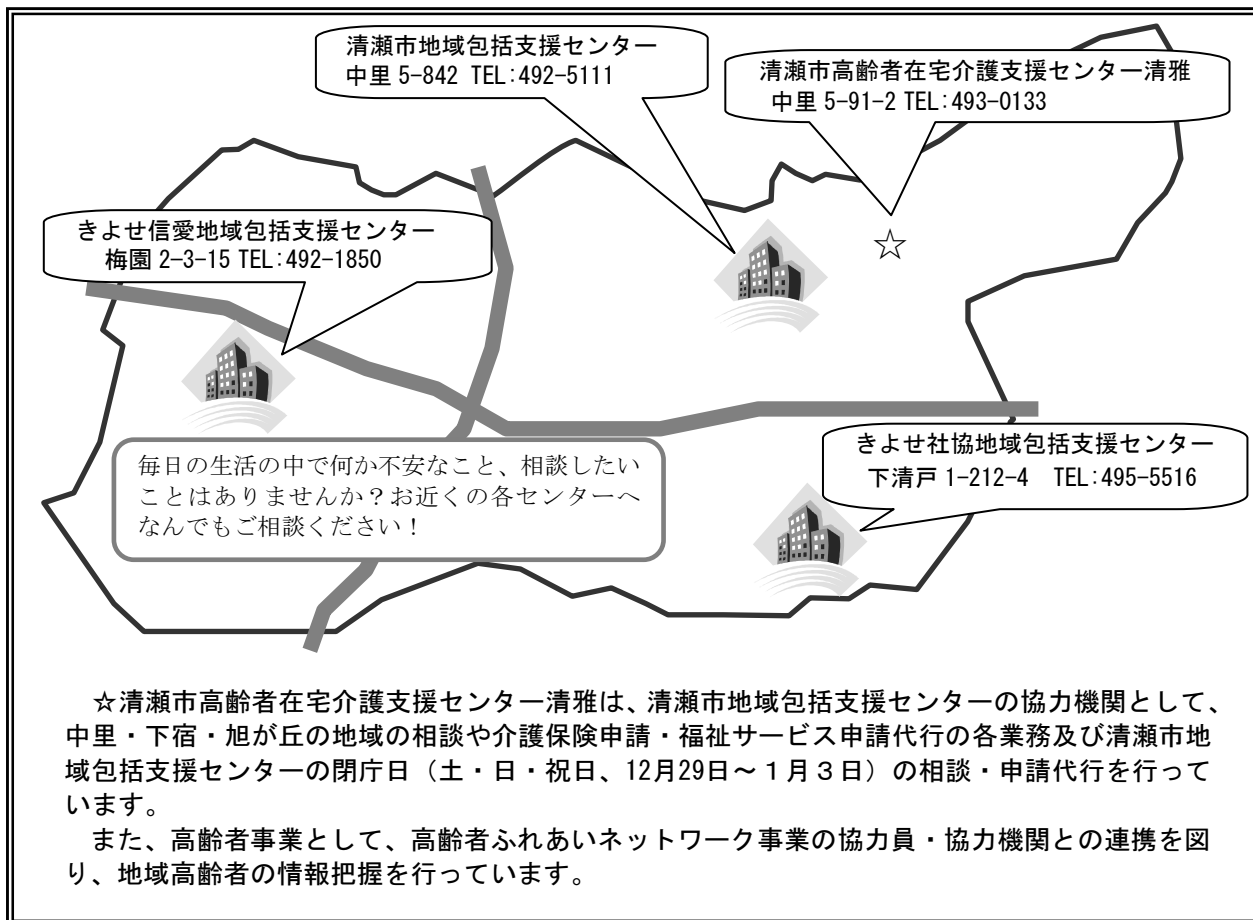 清瀬市地域包括支援センター
中里 5-842 TEL:492-5111
清瀬市高齢者在宅介護支援センター清雅
中里 5-91-2 TEL:493-0133
きよせ信愛地域包括支援センター
梅園 2-3-15 TEL:492-1850
☆
きよせ社協地域包括支援センター
下清戸 1-212-4　TEL:495-5516
毎日の生活の中で何か不安なこと、相談したい
ことはありませんか？お近くの各センターへ
なんでもご相談ください！
☆清瀬市高齢者在宅介護支援センター清雅は、清瀬市地域包括支援センターの協力機関として、
中里・下宿・旭が丘の地域の相談や介護保険申請・福祉サービス申請代行の各業務及び清瀬市地
域包括支援センターの閉庁日（土・日・祝日、12月29日～１月３日）の相談・申請代行を行って
います。
また、高齢者事業として、高齢者ふれあいネットワーク事業の協力員・協力機関との連携を図
り、地域高齢者の情報把握を行っています。